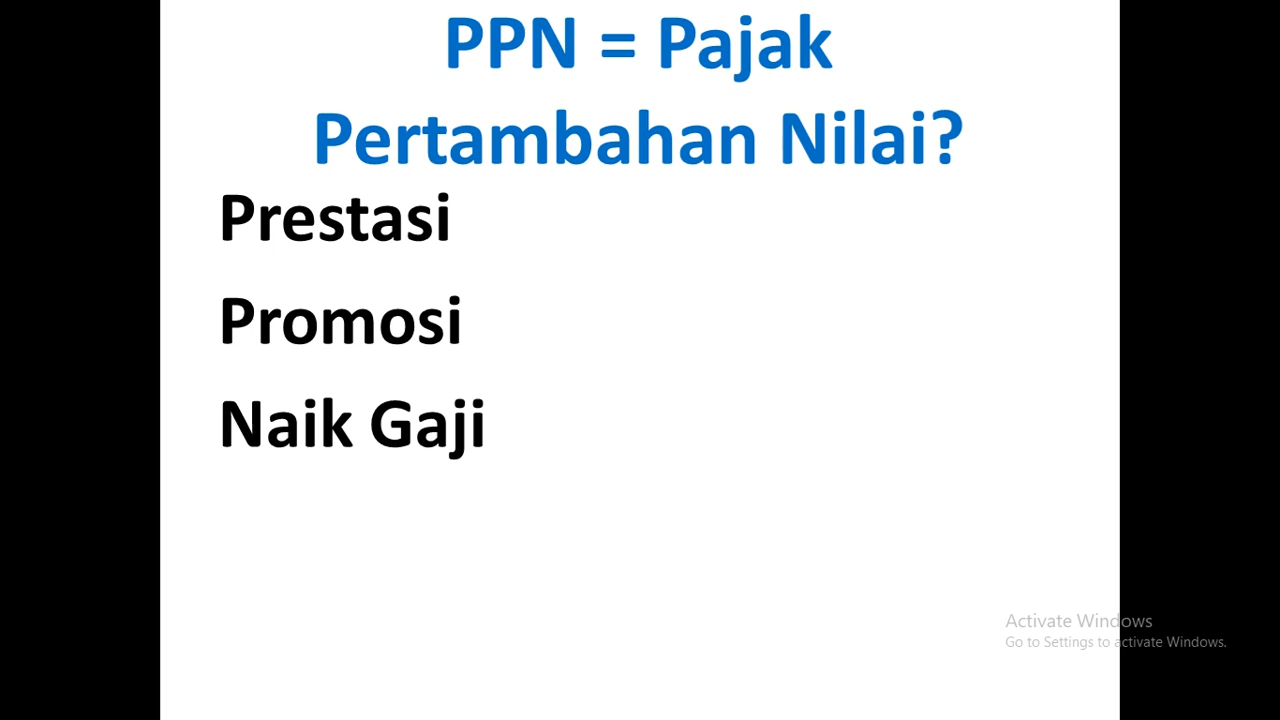 PPN = Pajak
Pertambahan Nilai?
Prestasi
Promosi
Naik Gaji
Activate Windows
Go to Settings to activate Windows.